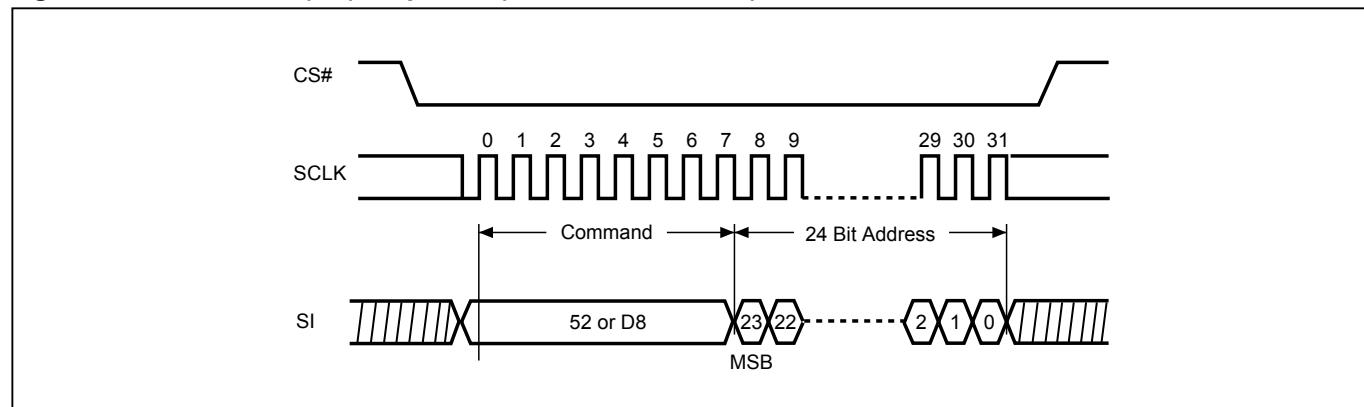 CS#
0 1 2 3 4 5 6 7 8 9 29 30 31
SCLK
Command 24 Bit Address
SI 52 or D8 23 22 2 1 0
MSB